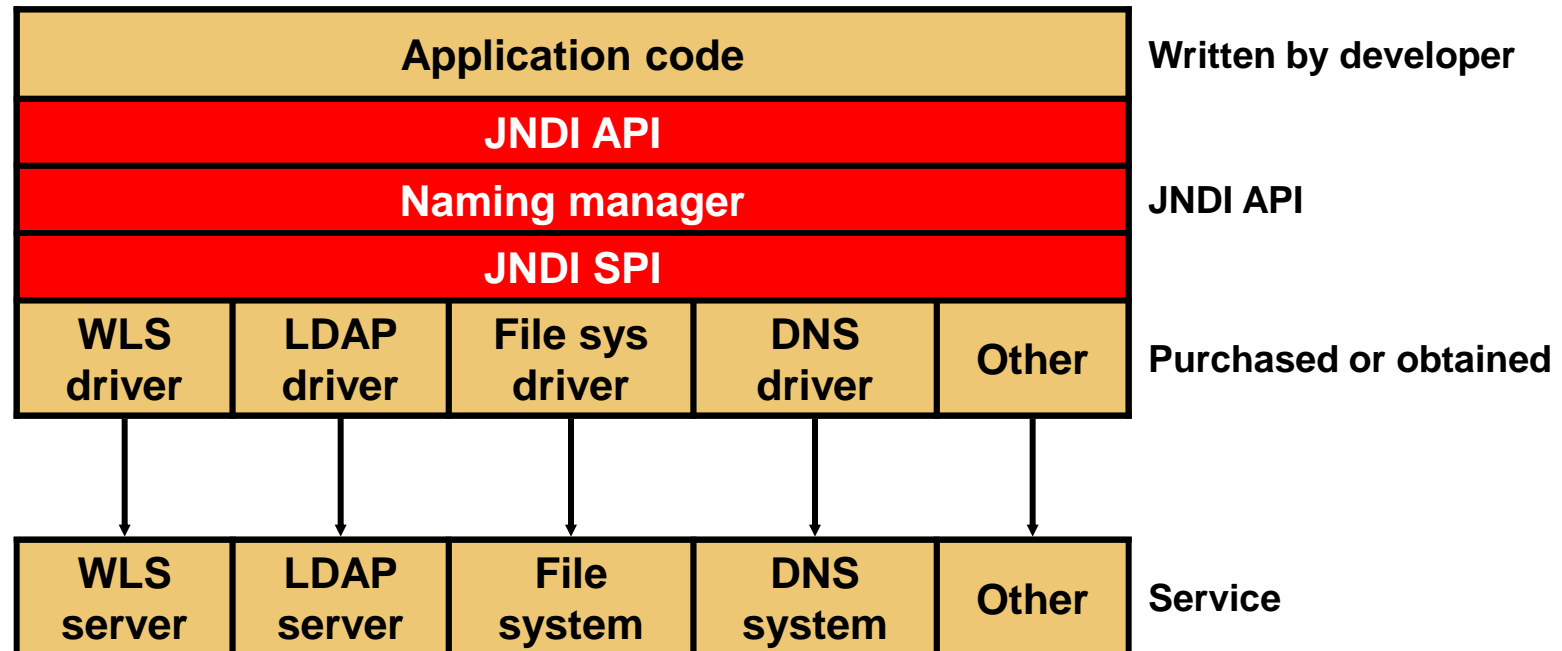 Application code
Written by developer
JNDI API
Naming manager
JNDI API
JNDI SPI
WLS
driver
LDAP
driver
File sys
driver
DNS
driver
Other
Purchased or obtained
WLS
server
LDAP
server
File
system
DNS
system
Other
Service